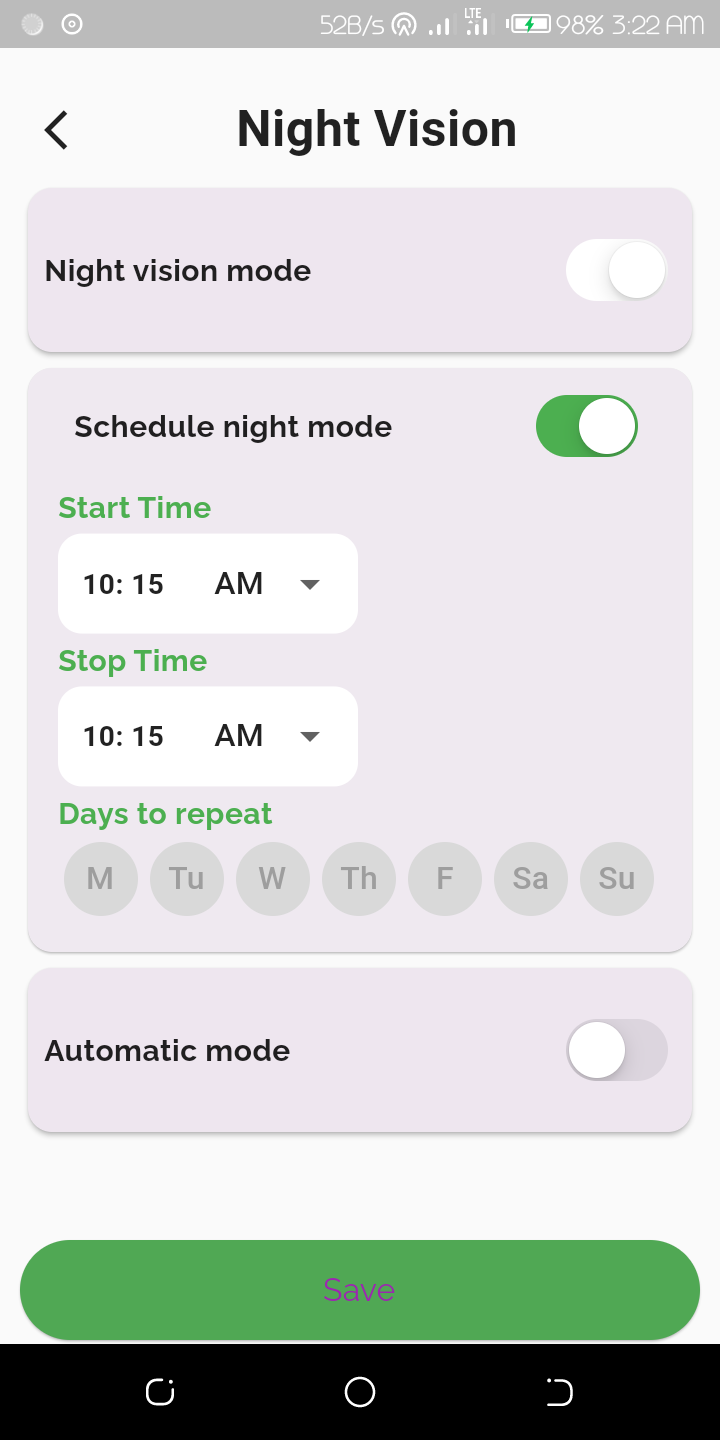 52B/s LTE 98% 3:22 AM
Night Vision
Night vision mode
Schedule night mode
Start Time
10: 15 AM
Stop Time
10: 15 AM
Days to repeat
M Tu W Th F Sa Su
Automatic mode
Save